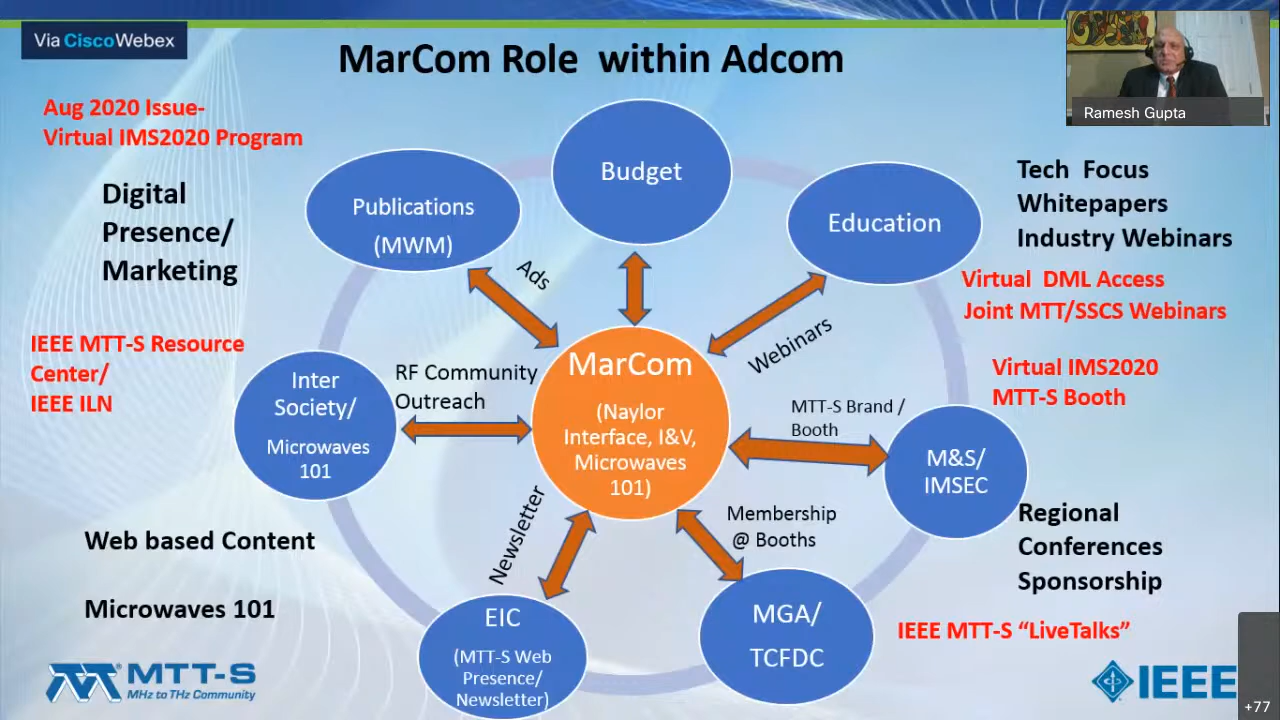 Via CiscoWebex
MarCom Role within Adcom
Ramesh Gupta
Aug 2020 Issue-
Virtual IMS2020 Program
Digital
Presence/
Marketing
Publications
(MWM)
Budget
Education
Tech Focus
Whitepapers
Industry Webinars
Virtual DML Access
Joint MTT/SSCS Webinars
Ads
Webinars
IEEE MTT-S Resource
Center/
IEEE ILN
Inter
Society/
Microwaves
101
RF Community
Outreach
MarCom
(Naylor
Interface, I&V,
Microwaves
101)
MTT-S Brand /
Booth
Virtual IMS2020
MTT-S Booth
M&S/
IMSEC
Regional
Conferences
Sponsorship
Newsletter
Membership
@ Booths
Web based Content
Microwaves 101
EIC
(MTT-S Web
Presence/
Newsletter)
MGA/
TCFDC
IEEE MTT-S “LiveTalks”
MTT-S
MHz to THz Community
IEEE
+77